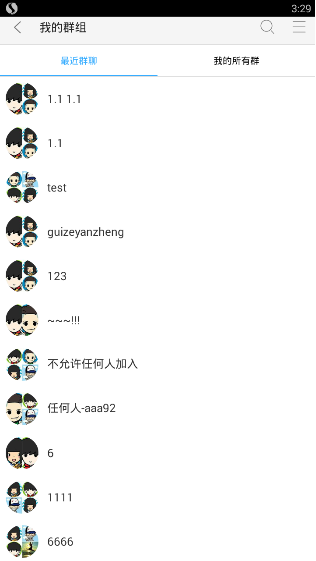 3:29
我的群组
最近群聊 我的所有群
1.1 1.1
1.1
test
guizeyanzheng
123
~~~!!!
不允许任何人加入
任何人-aaa92
6
1111
6666